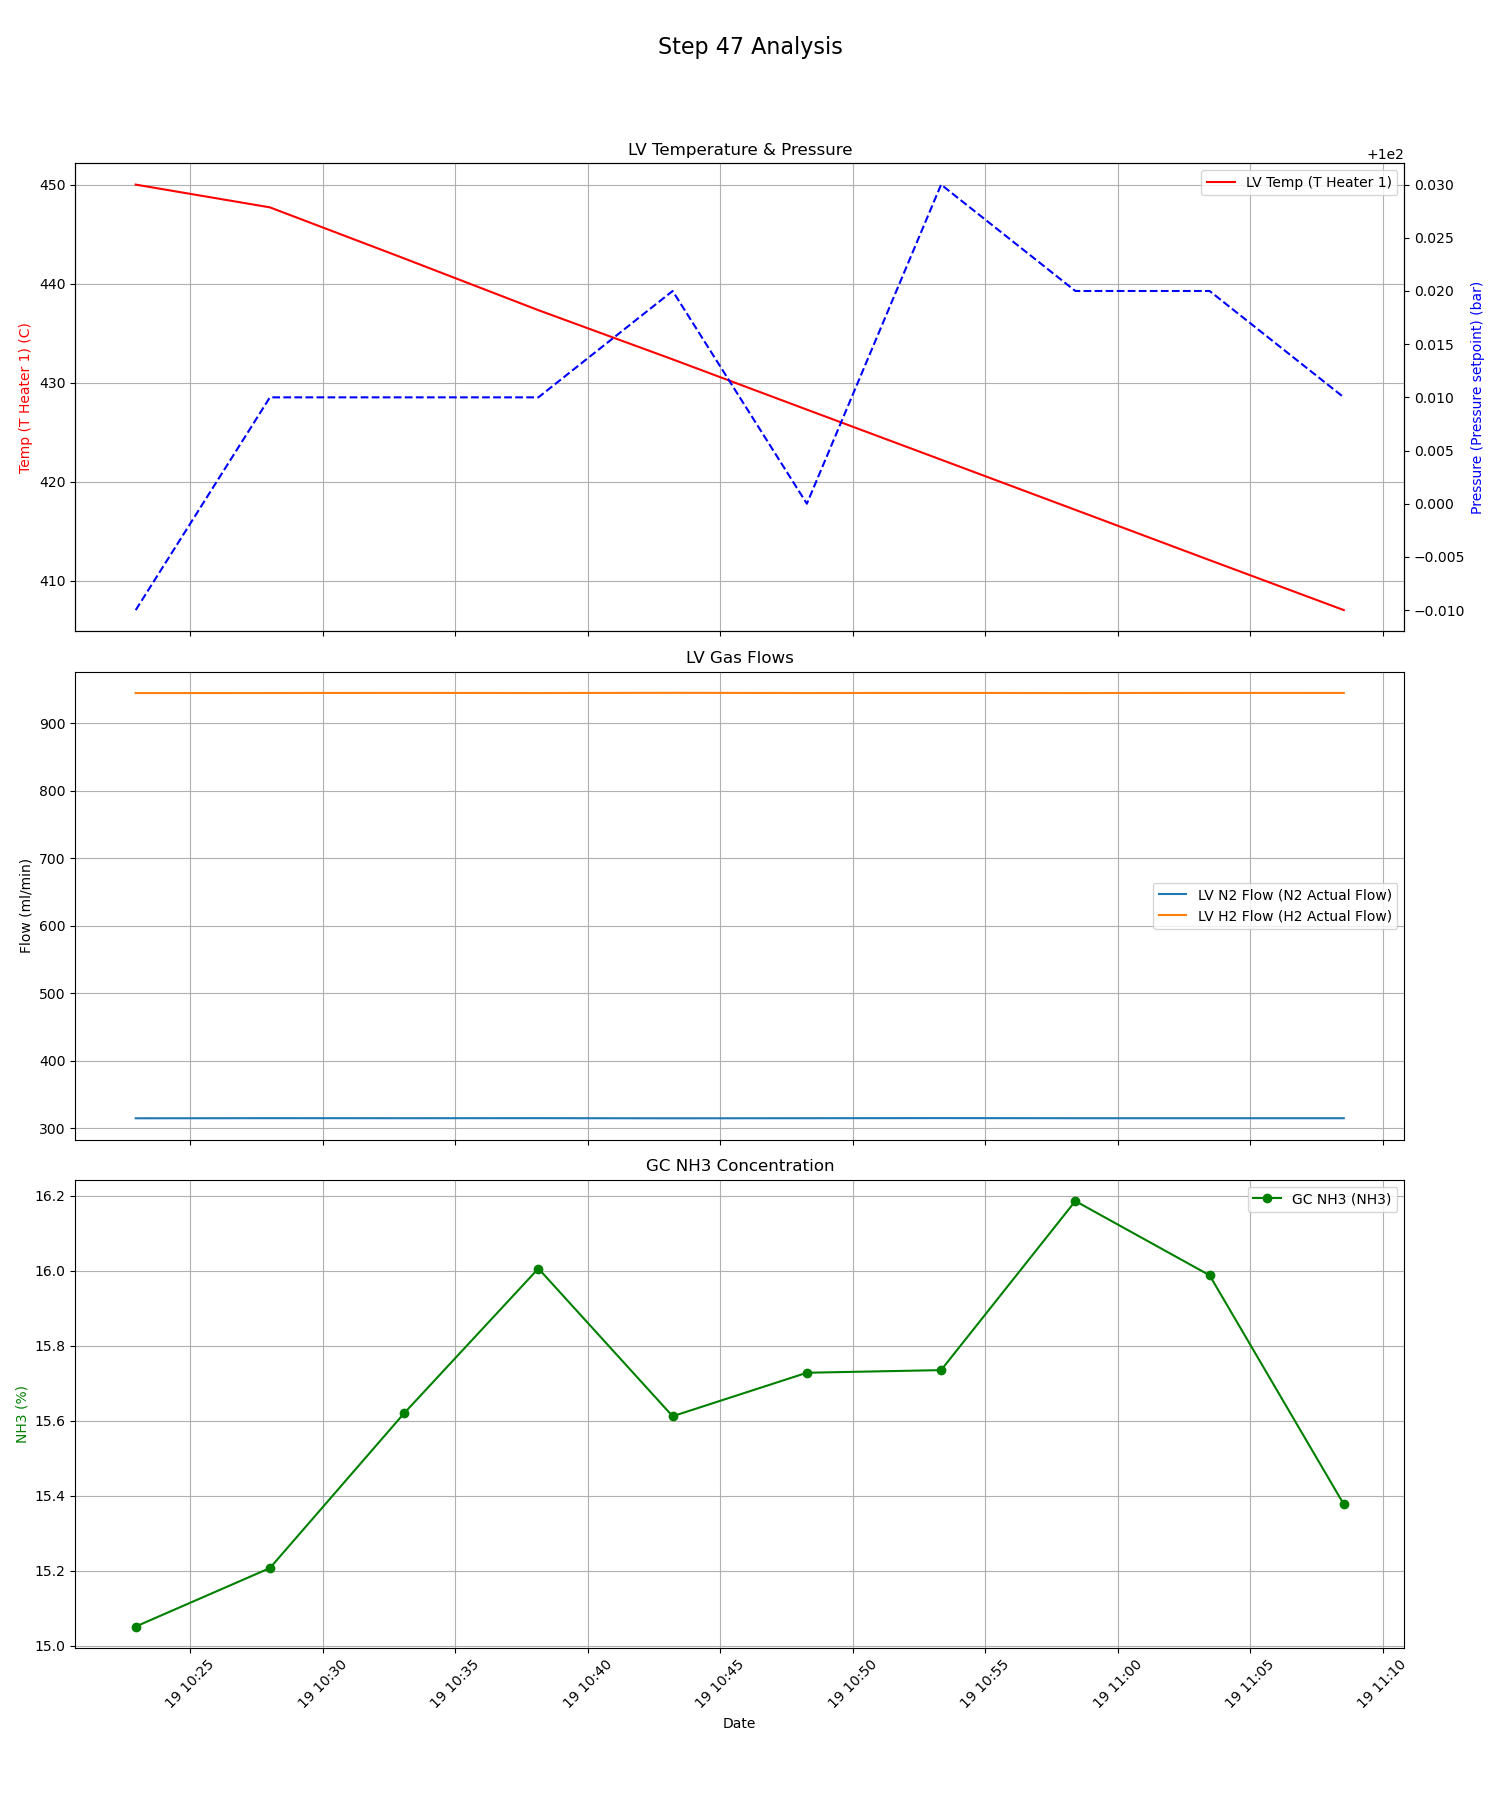 Step 47 Analysis
LV Temperature & Pressure
+1e2
LV Temp (T Heater 1)
Temp (T Heater 1) (C)
450
440
430
420
410
0.030
0.025
0.020
0.015
0.010
0.005
0.000
−0.005
−0.010
Pressure (Pressure setpoint) (bar)
LV Gas Flows
Flow (ml/min)
900
800
700
600
500
400
300
LV N2 Flow (N2 Actual Flow)
LV H2 Flow (H2 Actual Flow)
GC NH3 Concentration
GC NH3 (NH3)
NH3 (%)
16.2
16.0
15.8
15.6
15.4
15.2
15.0
19 10:25
19 10:30
19 10:35
19 10:40
19 10:45
19 10:50
19 10:55
19 11:00
19 11:05
19 11:10
Date